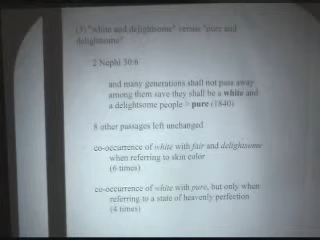 (3) "white and delightsome" versus "pure and
delightsome"
2 Nephi 30:6
and many generations shall not pass away
among them save they shall be a white and
a delightsome people > pure (1840)
8 other passages left unchanged
co-occurrence of white with fair and delightsome
when referring to skin color
(6 times)
co-occurrence of white with pure, but only when
referring to a state of heavenly perfection
(4 times)